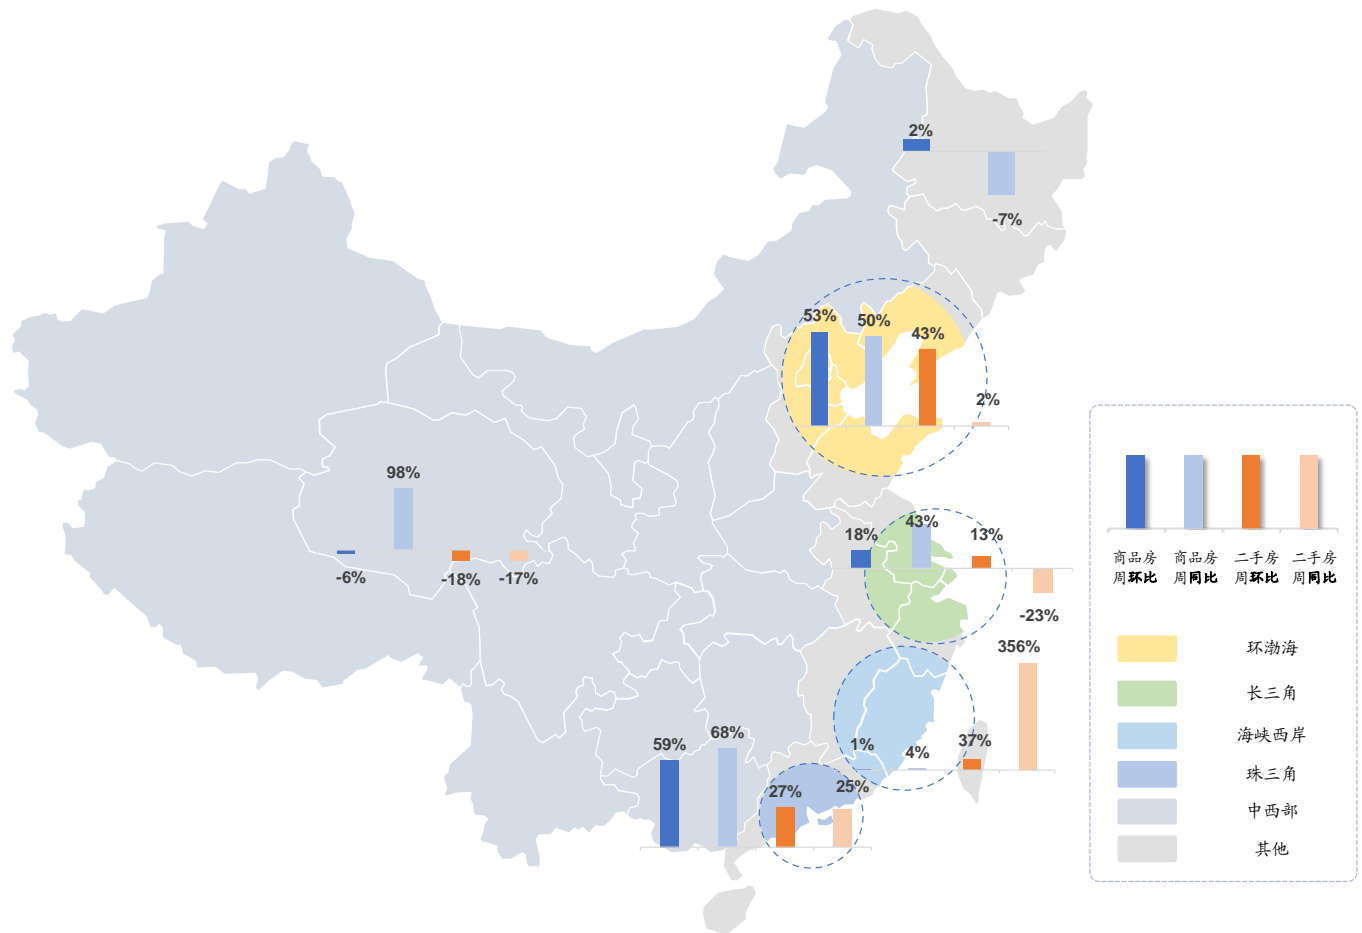 2%
-7%
53%
50%
43%
2%
98%
-6%
-18%
-17%
18%
43%
13%
-23%
356%
1%
4%
37%
59%
68%
27%
25%
商品房
周环比
商品房
周同比
二手房
周环比
二手房
周同比
环渤海
长三角
海峡西岸
珠三角
中西部
其他